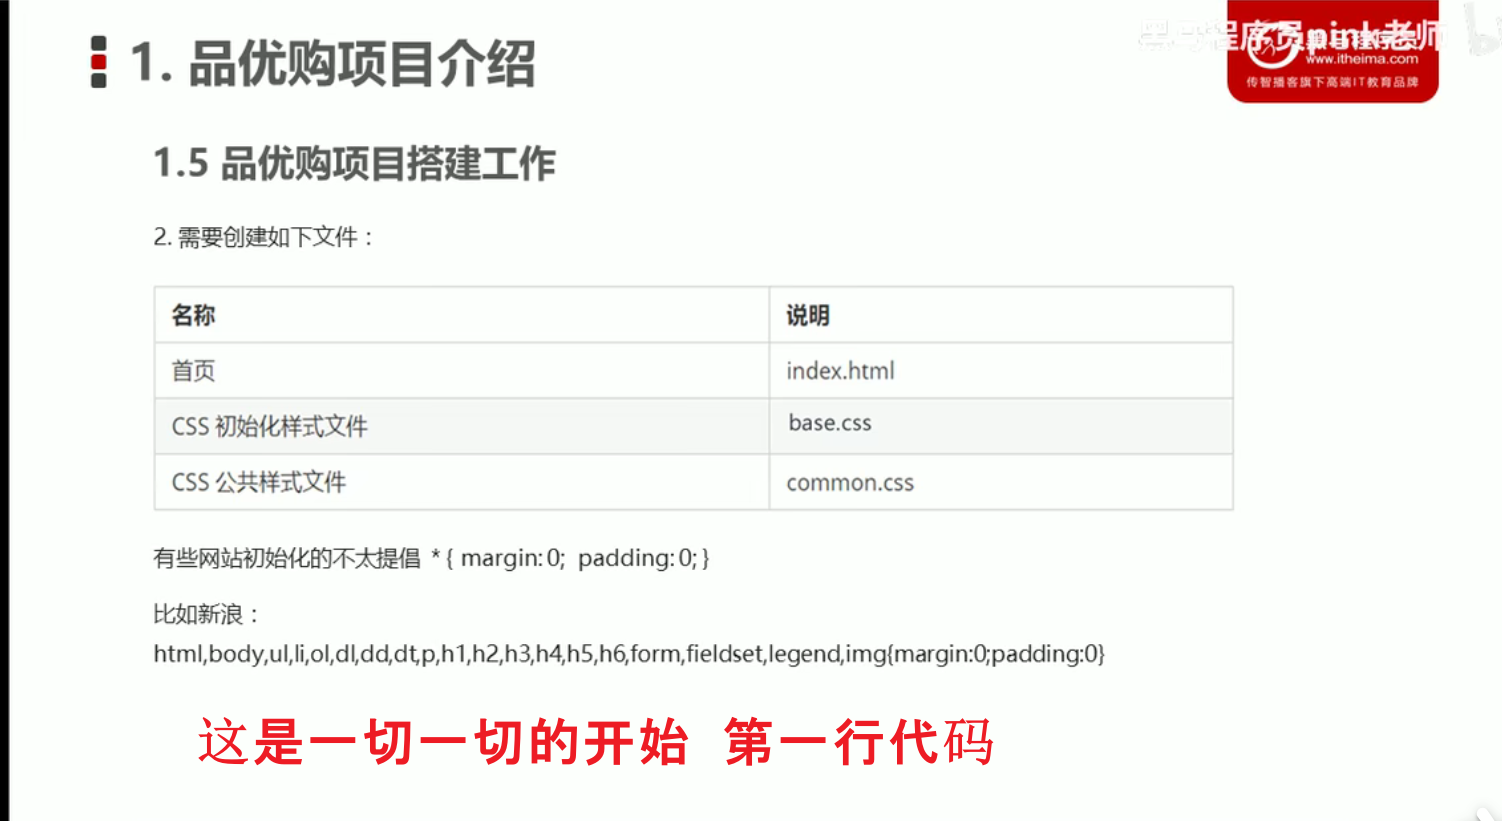 1. 品优购项目介绍
黑马程序员pink老师
www.itheima.com
传智播客旗下高端IT教育品牌
1.5 品优购项目搭建工作
2. 需要创建如下文件：
名称 说明
首页 index.html
CSS 初始化样式文件 base.css
CSS 公共样式文件 common.css
有些网站初始化的不太提倡 * { margin: 0; padding: 0; }
比如新浪：
html,body,ul,li,ol,dl,dd,dt,p,h1,h2,h3,h4,h5,h6,form,fieldset,legend,img{margin:0;padding:0}
这是一切一切的开始 第一行代码